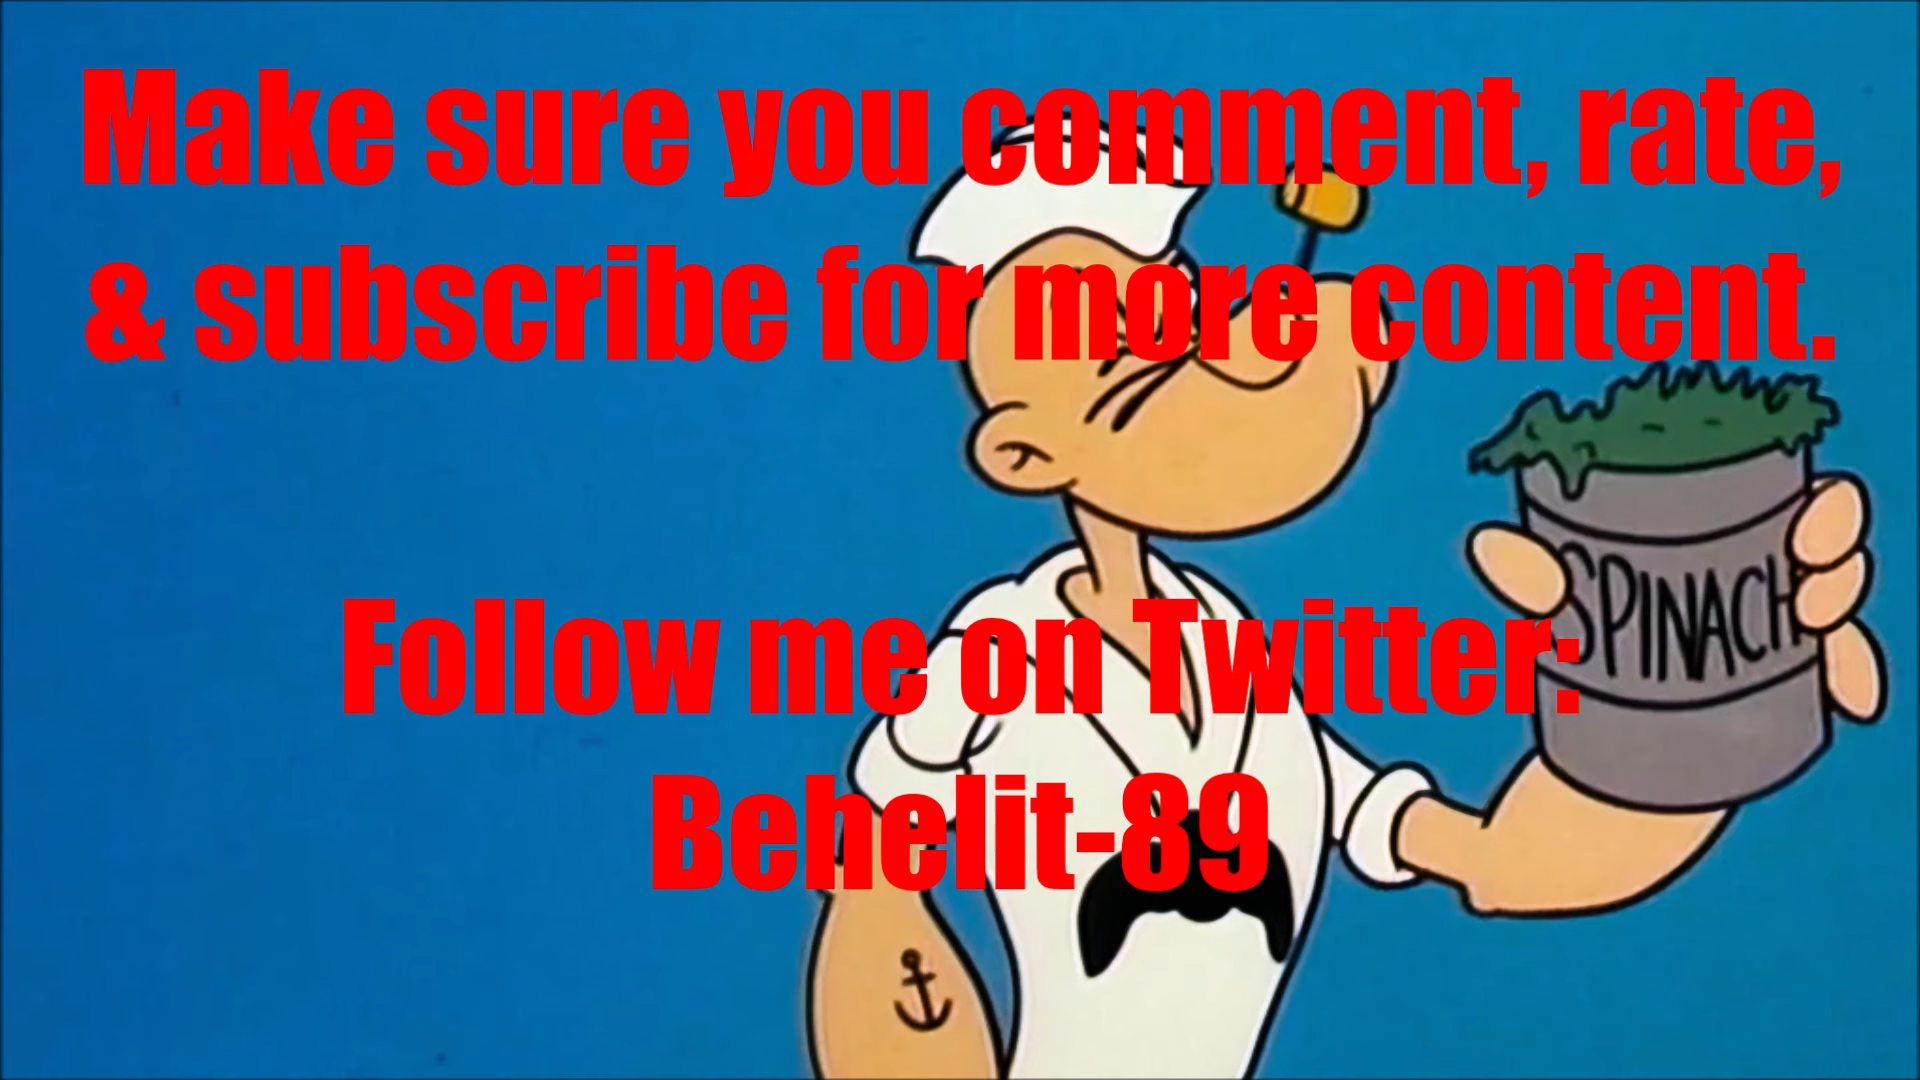 Make sure you comment, rate,
& subscribe for more content.
SPINACH
Follow me on Twitter:
Behelit-89